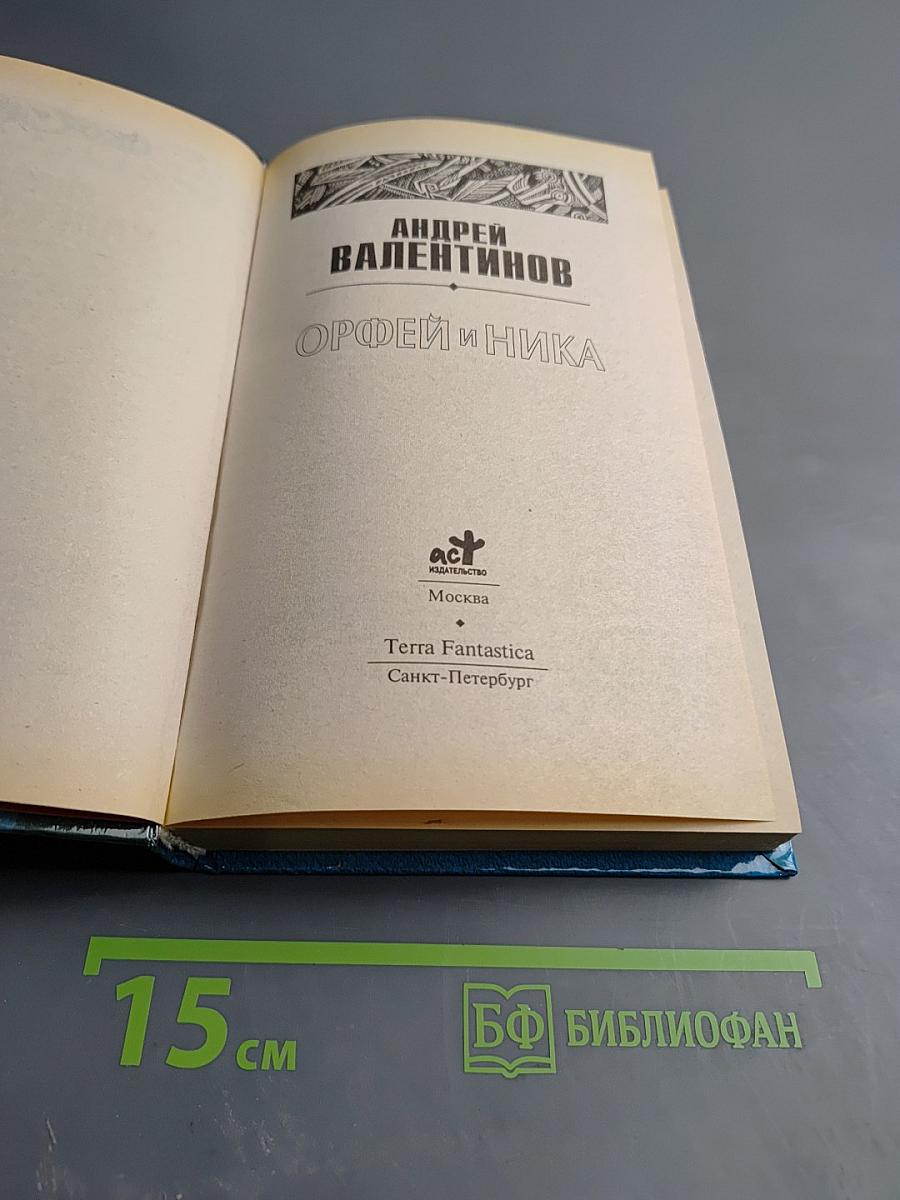 АНДРЕЙ
ВАЛЕНТИНОВ
ОРФЕЙ и НИКА
аст
ИЗДАТЕЛЬСТВО
Москва
Terra Fantastica
Санкт-Петербург
15 см
БФ БИБЛИОФАН